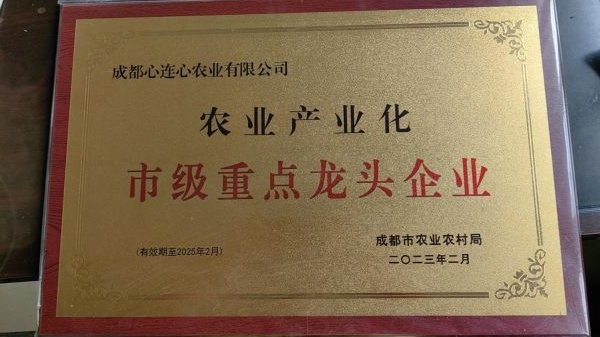 成都心连心农业有限公司
农业产业化
市级重点龙头企业
(有效期至2025年2月)
成都市农业农村局
二〇二三年二月